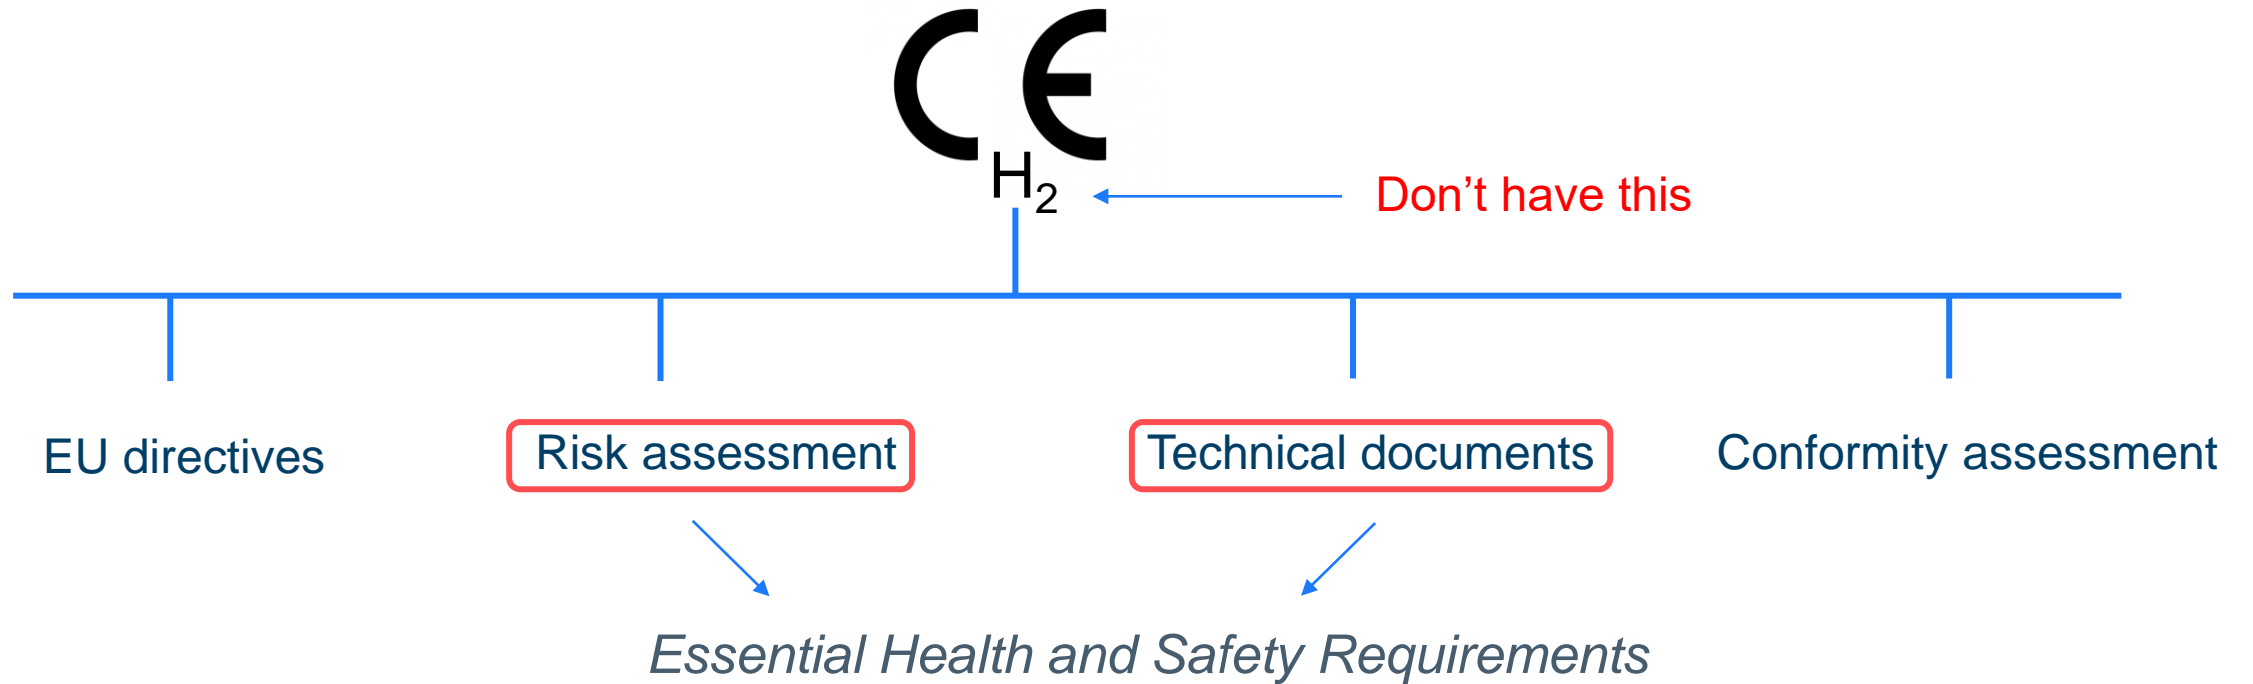 CE
H₂
Don't have this
EU directives
Risk assessment
Technical documents
Conformity assessment
Essential Health and Safety Requirements